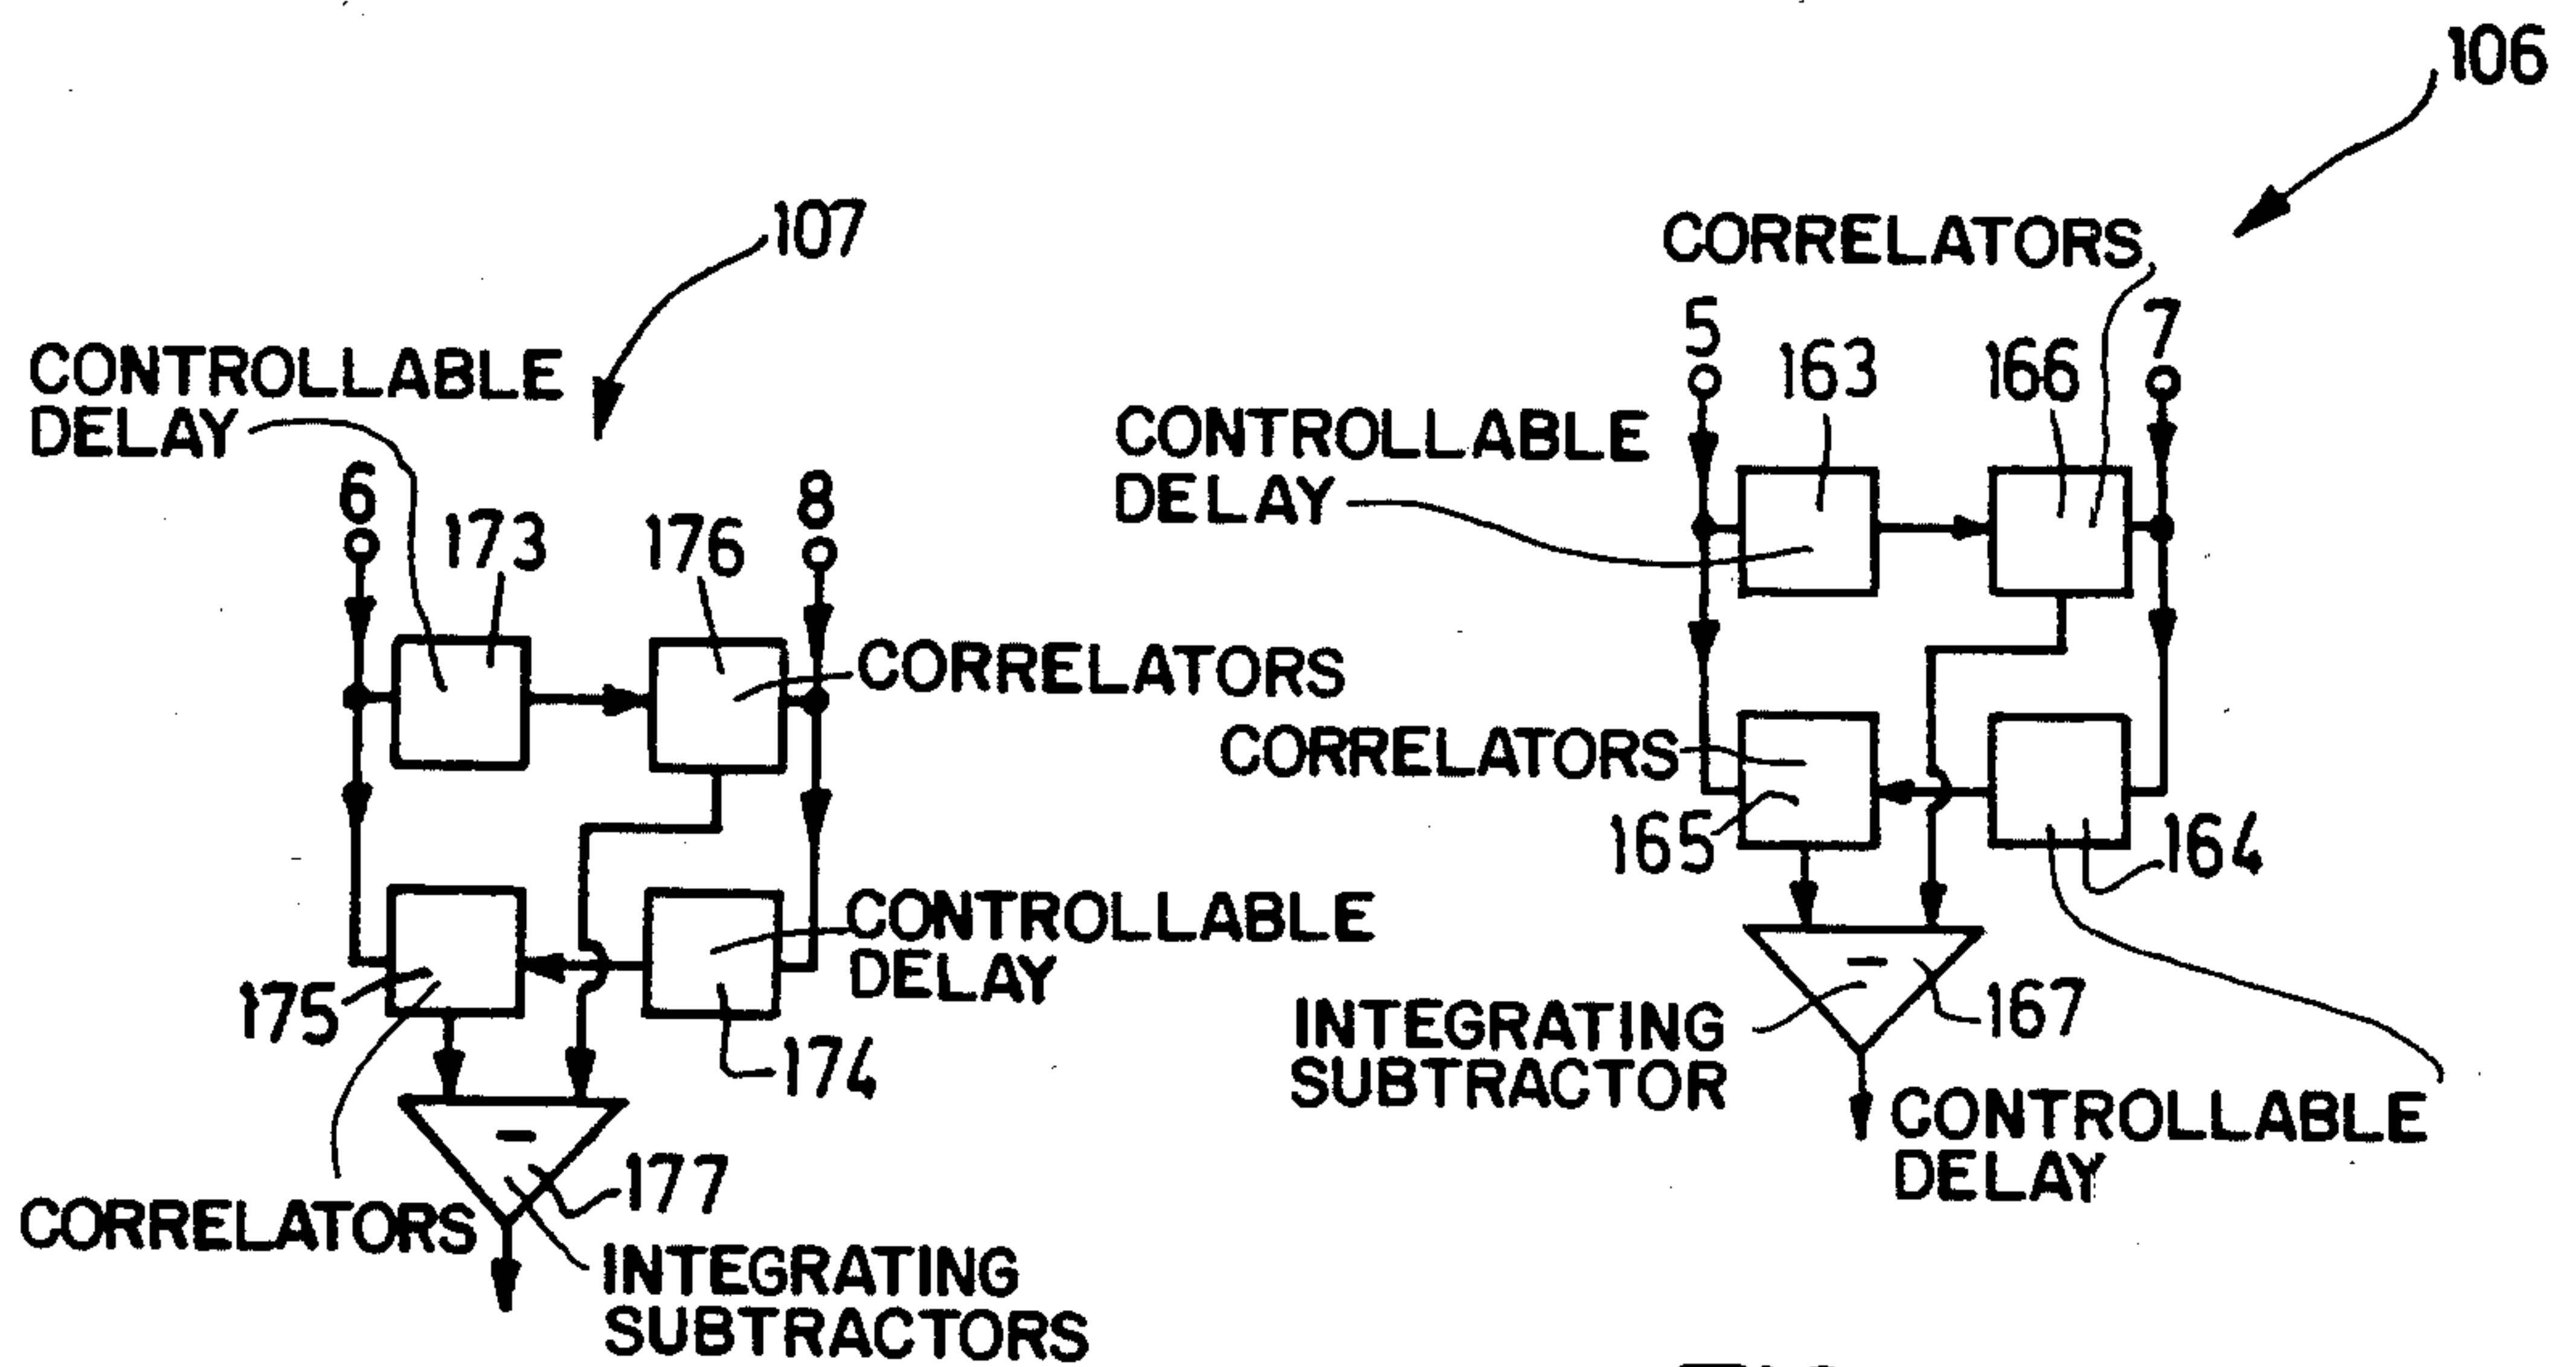 106
107
CORRELATORS
5
7
163
166
CONTROLLABLE
DELAY
CONTROLLABLE
DELAY
6
8
173
176
CORRELATORS
CORRELATORS
165
164
CONTROLLABLE
DELAY
175
174
-
167
INTEGRATING
SUBTRACTOR
CONTROLLABLE
DELAY
-
177
CORRELATORS
INTEGRATING
SUBTRACTORS